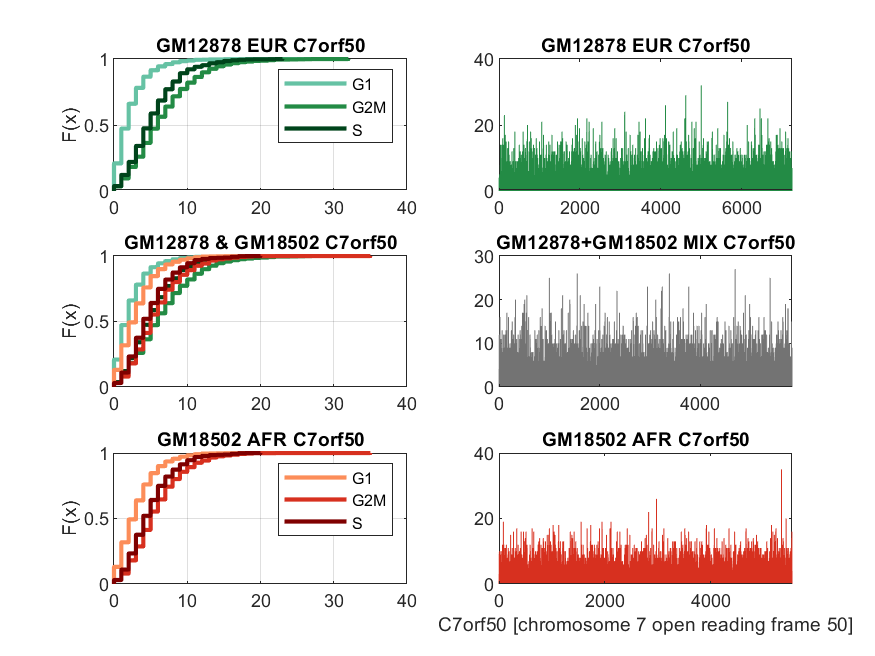 GM12878 EUR C7orf50
GM12878 EUR C7orf50
1
0.5
0
F(x)
G1
G2M
S
0 10 20 30 40
40
20
0
0 2000 4000 6000
GM12878 & GM18502 C7orf50
GM12878+GM18502 MIX C7orf50
1
0.5
0
F(x)
0 10 20 30 40
30
20
10
0
0 2000 4000
GM18502 AFR C7orf50
GM18502 AFR C7orf50
1
0.5
0
F(x)
G1
G2M
S
0 10 20 30 40
40
20
0
0 2000 4000
C7orf50 [chromosome 7 open reading frame 50]